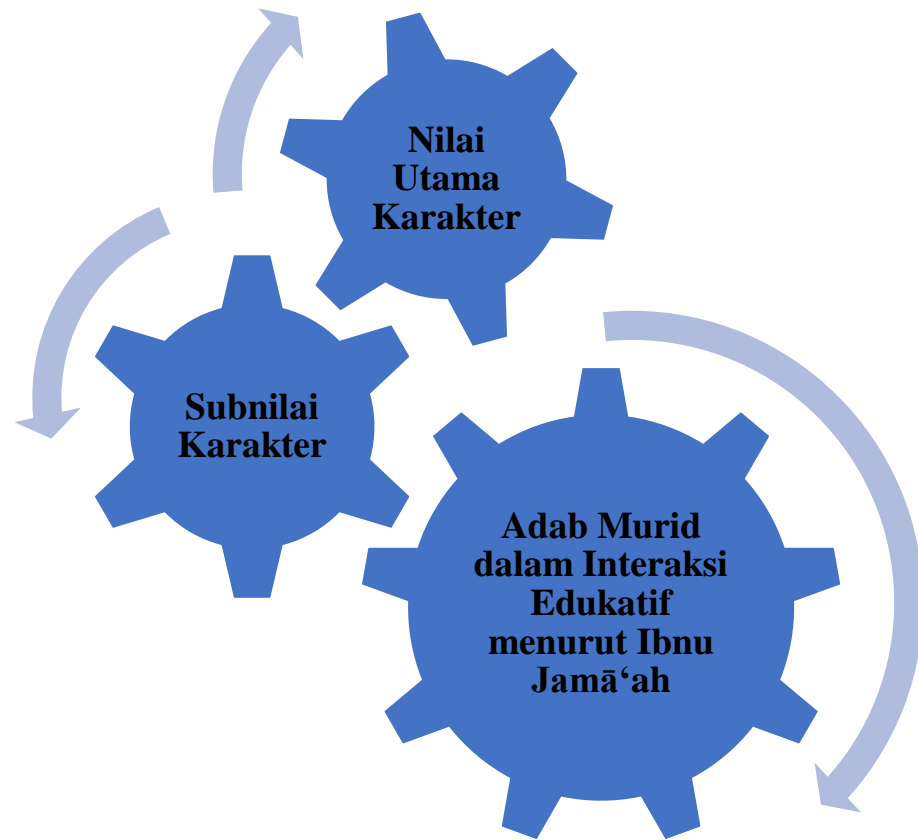 Nilai
Utama
Karakter
Subnilai
Karakter
Adab Murid
dalam Interaksi
Edukatif
menurut Ibnu
Jamā‘ah